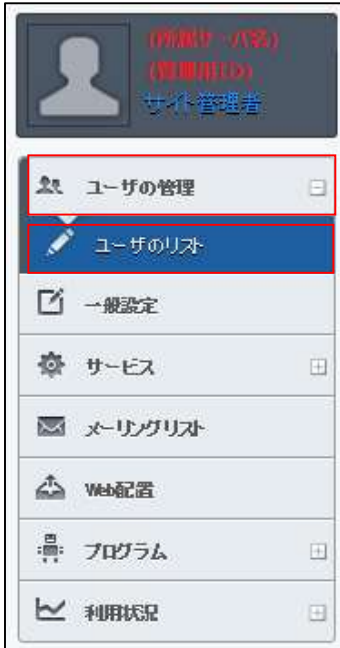 (所属サーバ名)
(管理用ID)
サイト管理者
ユーザの管理
ユーザのリスト
一般設定
サービス
メーリングリスト
Web配置
プログラム
利用状況